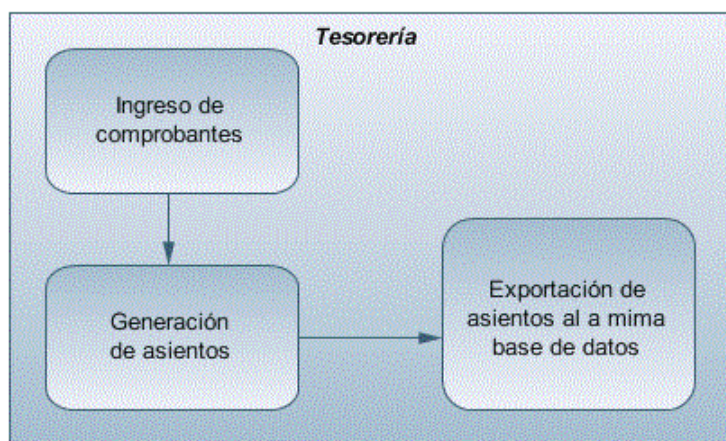 Tesorería
Ingreso de
comprobantes
Generación
de asientos
Exportación de
asientos al a mima
base de datos